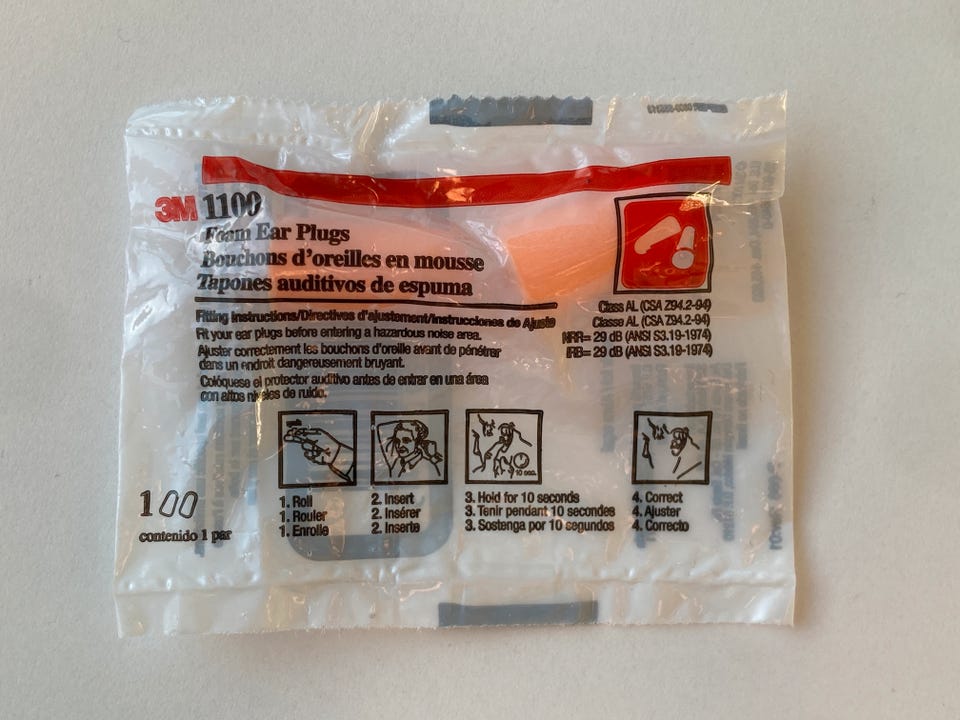 3M 1100
Foam Ear Plugs
Bouchons d'oreilles en mousse
Tapones auditivos de espuma
Fitting Instructions/Directives d'ajustement/Instrucciones de Ajuste
Fit your ear plugs before entering a hazardous noise area.
Ajuster correctement les bouchons d'oreille avant de pénétrer
dans un endroit dangereusement bruyant.
Colóquese el protector auditivo antes de entrar en una área
con altos niveles de ruido.
Class AL (CSA Z94.2-94)
Classe AL (CSA Z94.2-94)
NRR= 29 dB (ANSI S3.19-1974)
IRB= 29 dB (ANSI S3.19-1974)
10 sec.
1. Roll
1. Rouler
1. Enrolle
2. Insert
2. Insérer
2. Inserte
3. Hold for 10 seconds
3. Tenir pendant 10 secondes
3. Sostenga por 10 segundos
4. Correct
4. Ajuster
4. Correcto
1
contenido 1 par